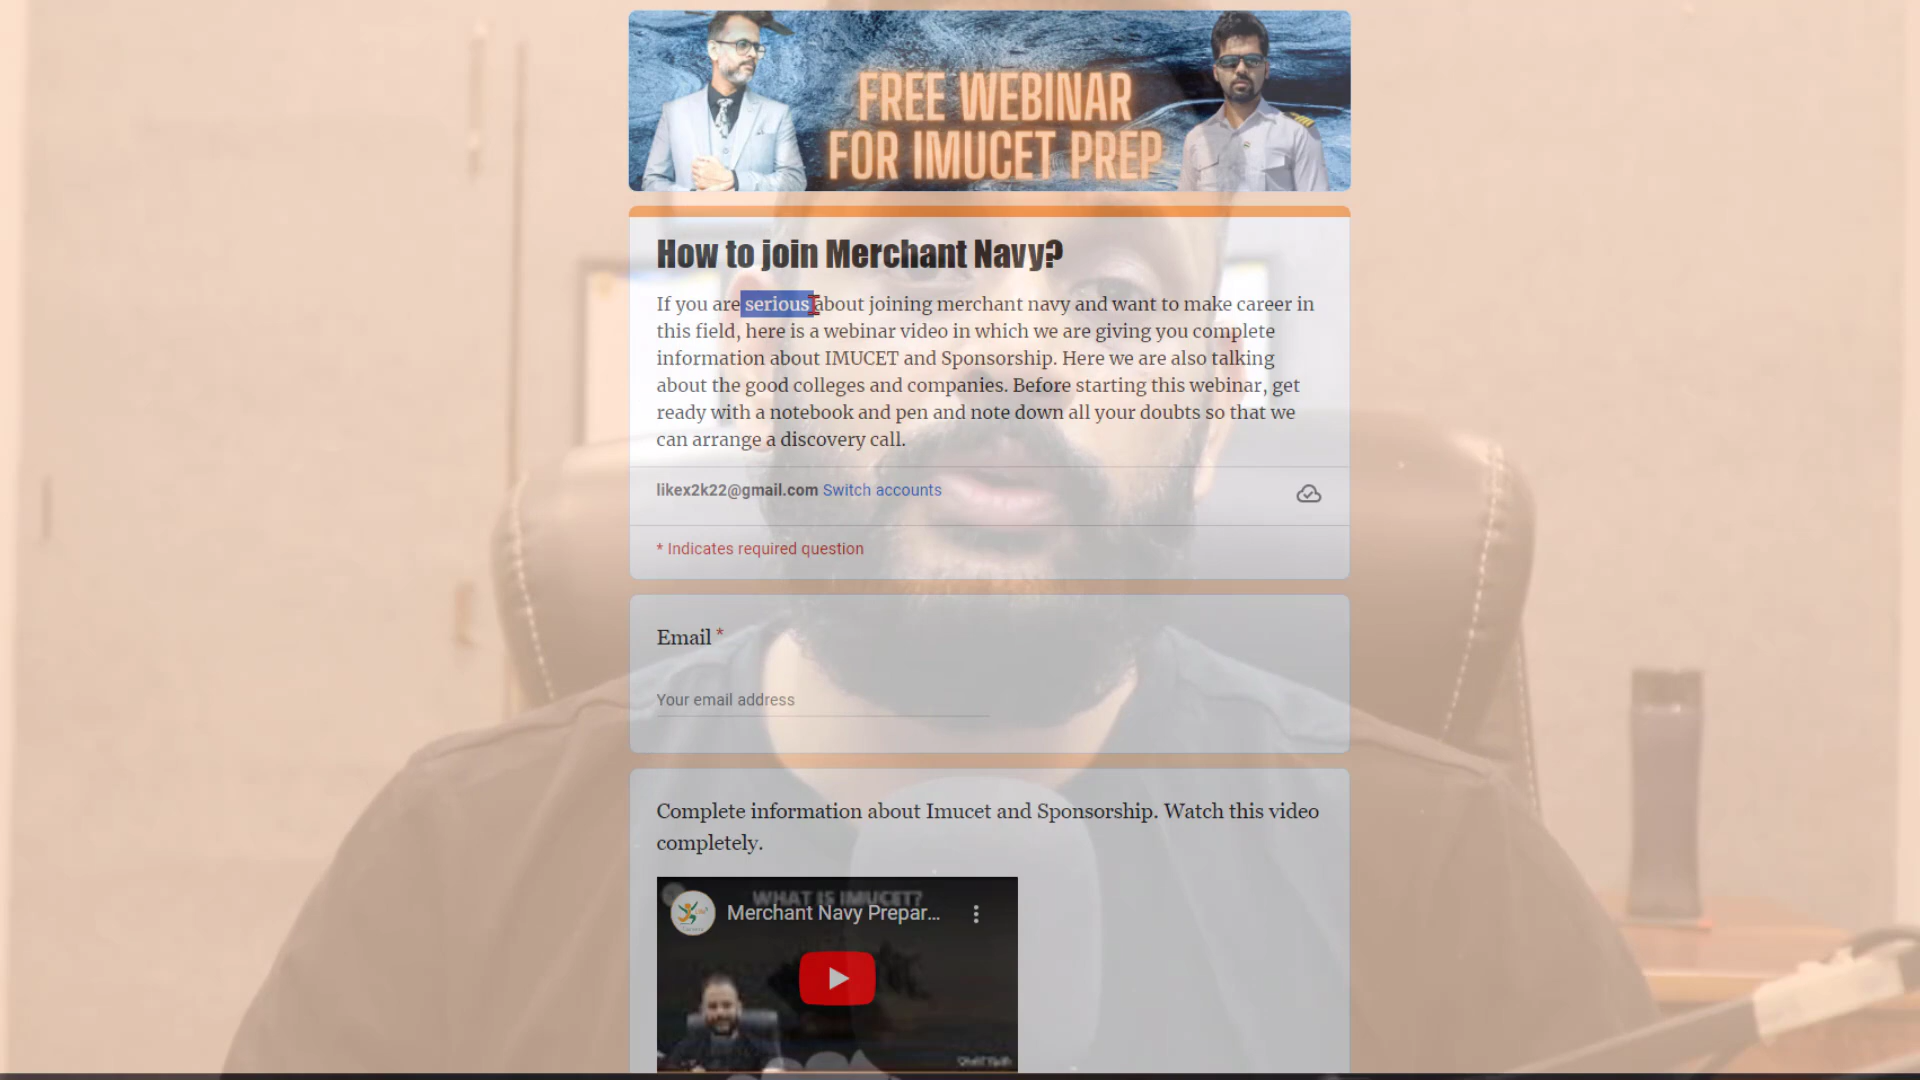 FREE WEBINAR
FOR IMUCET PREP
How to join Merchant Navy?
If you are serious about joining merchant navy and want to make career in
this field, here is a webinar video in which we are giving you complete
information about IMUCET and Sponsorship. Here we are also talking
about the good colleges and companies. Before starting this webinar, get
ready with a notebook and pen and note down all your doubts so that we
can arrange a discovery call.
likex2k22@gmail.com Switch accounts
* Indicates required question
Email *
Your email address
Complete information about Imucet and Sponsorship. Watch this video
completely.
WHAT IS IMUCET?
Merchant Navy Prepar...